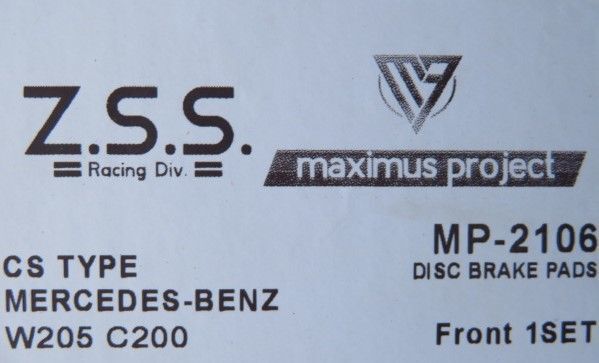 Z.S.S.
Racing Div.
maximus project
MP-2106
DISC BRAKE PADS
CS TYPE
MERCEDES-BENZ
W205 C200
Front 1SET